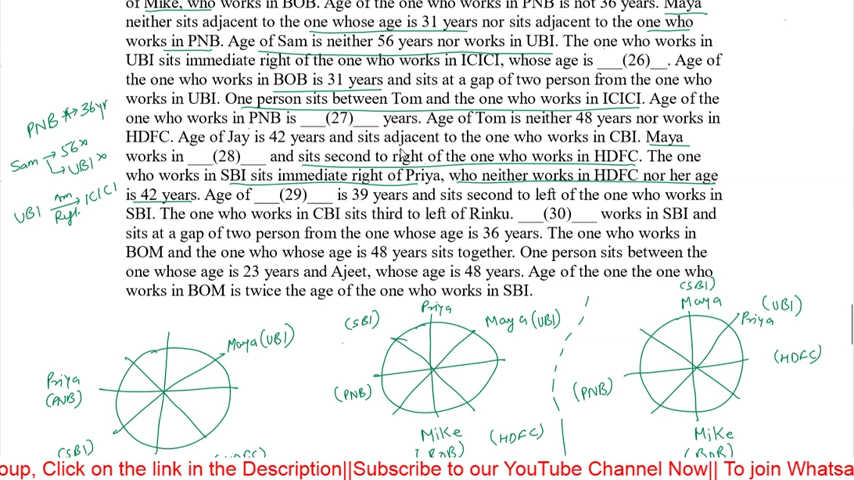 of Mike, who works in BOB. Age of the one who works in PNB is not 36 years. Maya
neither sits adjacent to the one whose age is 31 years nor sits adjacent to the one who
works in PNB. Age of Sam is neither 56 years nor works in UBI. The one who works in
UBI sits immediate right of the one who works in ICICI, whose age is ___(26)__. Age of
the one who works in BOB is 31 years and sits at a gap of two person from the one who
works in UBI. One person sits between Tom and the one who works in ICICI. Age of the
one who works in PNB is ___(27)___ years. Age of Tom is neither 48 years nor works in
HDFC. Age of Jay is 42 years and sits adjacent to the one who works in CBI. Maya
works in ___(28)___ and sits second to right of the one who works in HDFC. The one
who works in SBI sits immediate right of Priya, who neither works in HDFC nor her age
is 42 years. Age of ___(29)___ is 39 years and sits second to left of the one who works in
SBI. The one who works in CBI sits third to left of Rinku. ___(30)___ works in SBI and
sits at a gap of two person from the one whose age is 36 years. The one who works in
BOM and the one who whose age is 48 years sits together. One person sits between the
one whose age is 23 years and Ajeet, whose age is 48 years. Age of the one the one who
works in BOM is twice the age of the one who works in SBI.
PNB → 36yr
Sam → 56 x
↳ UBI x
UBI Imm Right → ICICI
Maya (UBI)
Priya
(PNB)
(SBI)
Priya
(SBI)
Maya (UBI)
(PNB)
Mike
(BOB)
(HDFC)
(SBI)
Maya
(UBI)
Priya
(HDFC)
(PNB)
Mike
(BOB)
oup, Click on the link in the Description||Subscribe to our YouTube Channel Now|| To join Whatsa